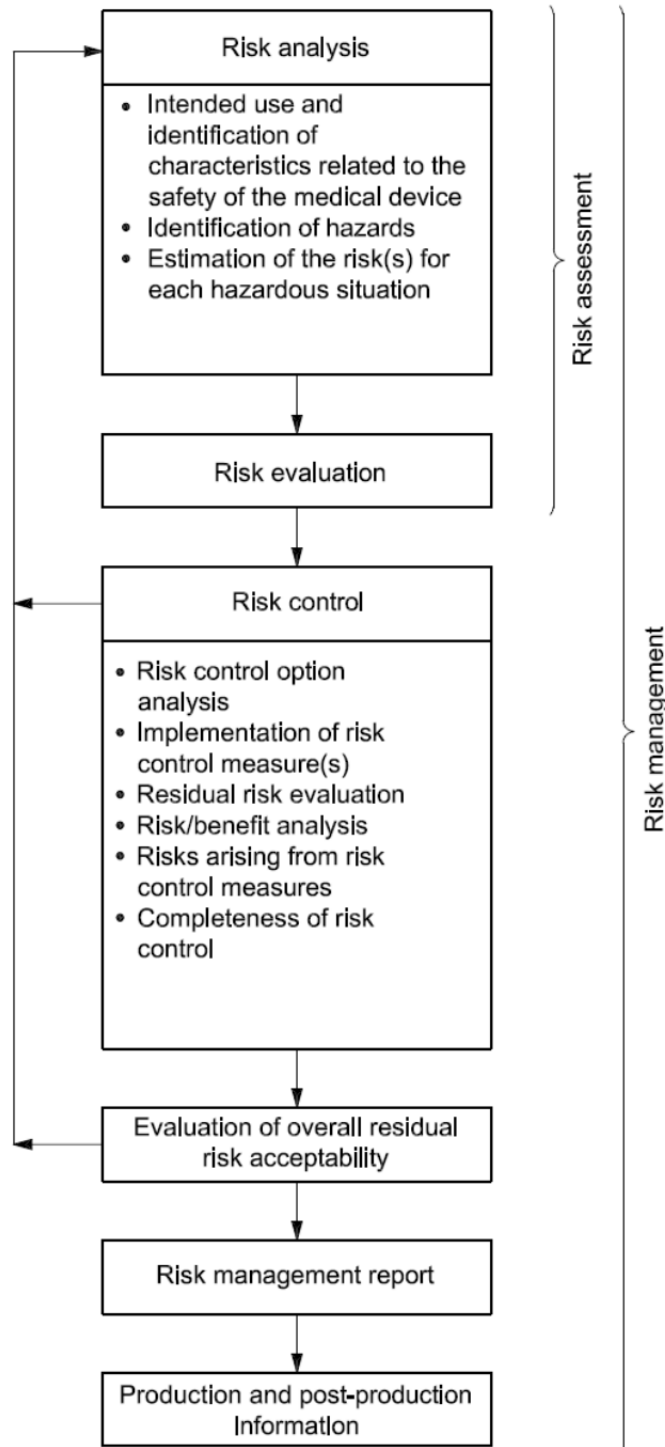 Risk analysis
• Intended use and
identification of
characteristics related to the
safety of the medical device
• Identification of hazards
• Estimation of the risk(s) for
each hazardous situation
Risk evaluation
Risk control
• Risk control option
analysis
• Implementation of risk
control measure(s)
• Residual risk evaluation
• Risk/benefit analysis
• Risks arising from risk
control measures
• Completeness of risk
control
Evaluation of overall residual
risk acceptability
Risk management report
Production and post-production
Information
Risk assessment
Risk management